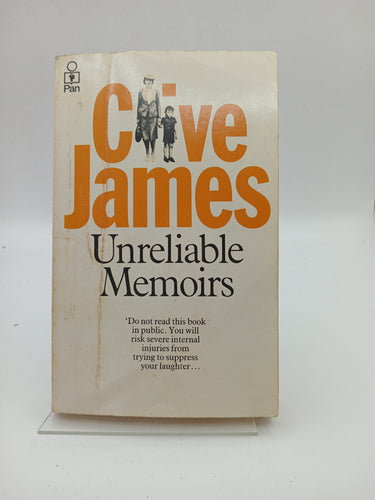 Pan
Clive
James
Unreliable
Memoirs
‘Do not read this book
in public. You will
risk severe internal
injuries from
trying to suppress
your laughter...